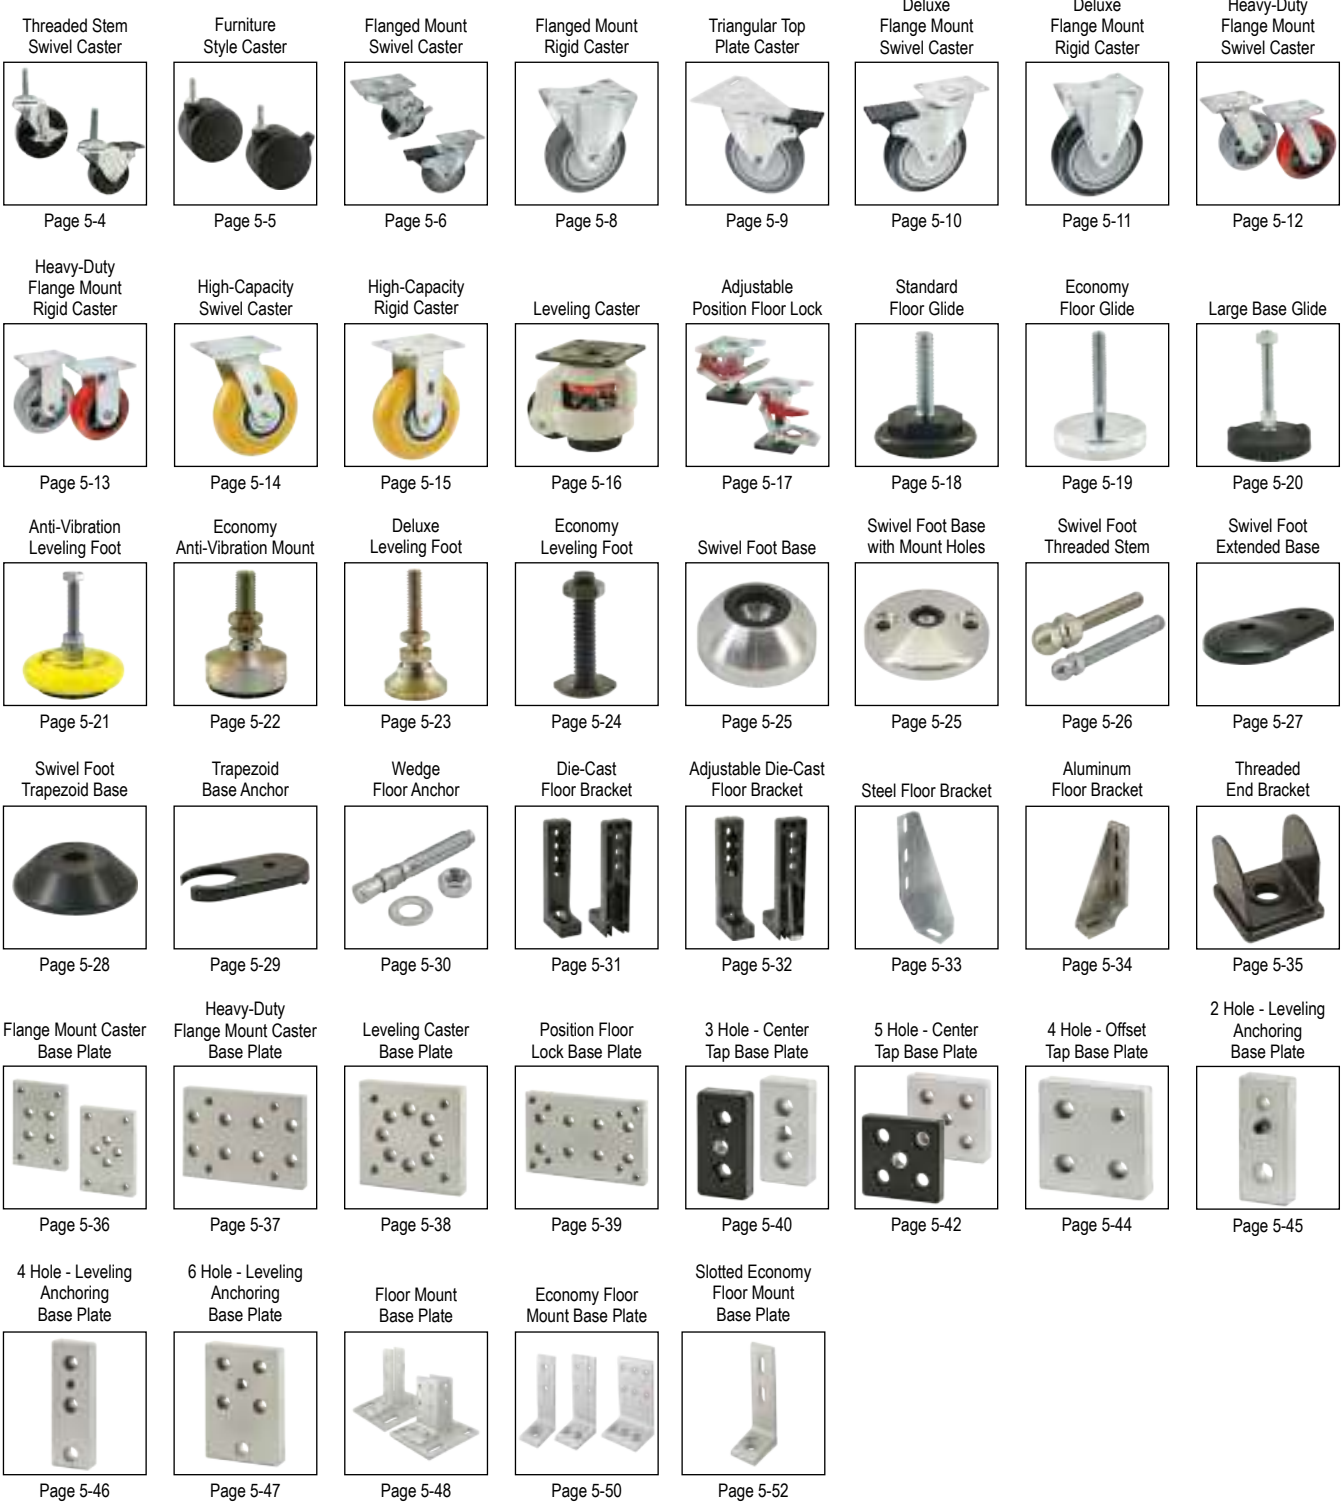 Threaded Stem
Swivel Caster
Page 5-4
Furniture
Style Caster
Page 5-5
Flanged Mount
Swivel Caster
Page 5-6
Flanged Mount
Rigid Caster
Page 5-8
Triangular Top
Plate Caster
Page 5-9
Deluxe
Flange Mount
Swivel Caster
Page 5-10
Deluxe
Flange Mount
Rigid Caster
Page 5-11
Heavy-Duty
Flange Mount
Swivel Caster
Page 5-12
Heavy-Duty
Flange Mount
Rigid Caster
Page 5-13
High-Capacity
Swivel Caster
Page 5-14
High-Capacity
Rigid Caster
Page 5-15
Leveling Caster
Page 5-16
Adjustable
Position Floor Lock
Page 5-17
Standard
Floor Glide
Page 5-18
Economy
Floor Glide
Page 5-19
Large Base Glide
Page 5-20
Anti-Vibration
Leveling Foot
Page 5-21
Economy
Anti-Vibration Mount
Page 5-22
Deluxe
Leveling Foot
Page 5-23
Economy
Leveling Foot
Page 5-24
Swivel Foot Base
Page 5-25
Swivel Foot Base
with Mount Holes
Page 5-25
Swivel Foot
Threaded Stem
Page 5-26
Swivel Foot
Extended Base
Page 5-27
Swivel Foot
Trapezoid Base
Page 5-28
Trapezoid
Base Anchor
Page 5-29
Wedge
Floor Anchor
Page 5-30
Die-Cast
Floor Bracket
Page 5-31
Adjustable Die-Cast
Floor Bracket
Page 5-32
Steel Floor Bracket
Page 5-33
Aluminum
Floor Bracket
Page 5-34
Threaded
End Bracket
Page 5-35
Flange Mount Caster
Base Plate
Page 5-36
Heavy-Duty
Flange Mount Caster
Base Plate
Page 5-37
Leveling Caster
Base Plate
Page 5-38
Position Floor
Lock Base Plate
Page 5-39
3 Hole - Center
Tap Base Plate
Page 5-40
5 Hole - Center
Tap Base Plate
Page 5-42
4 Hole - Offset
Tap Base Plate
Page 5-44
2 Hole - Leveling
Anchoring
Base Plate
Page 5-45
4 Hole - Leveling
Anchoring
Base Plate
Page 5-46
6 Hole - Leveling
Anchoring
Base Plate
Page 5-47
Floor Mount
Base Plate
Page 5-48
Economy Floor
Mount Base Plate
Page 5-50
Slotted Economy
Floor Mount
Base Plate
Page 5-52